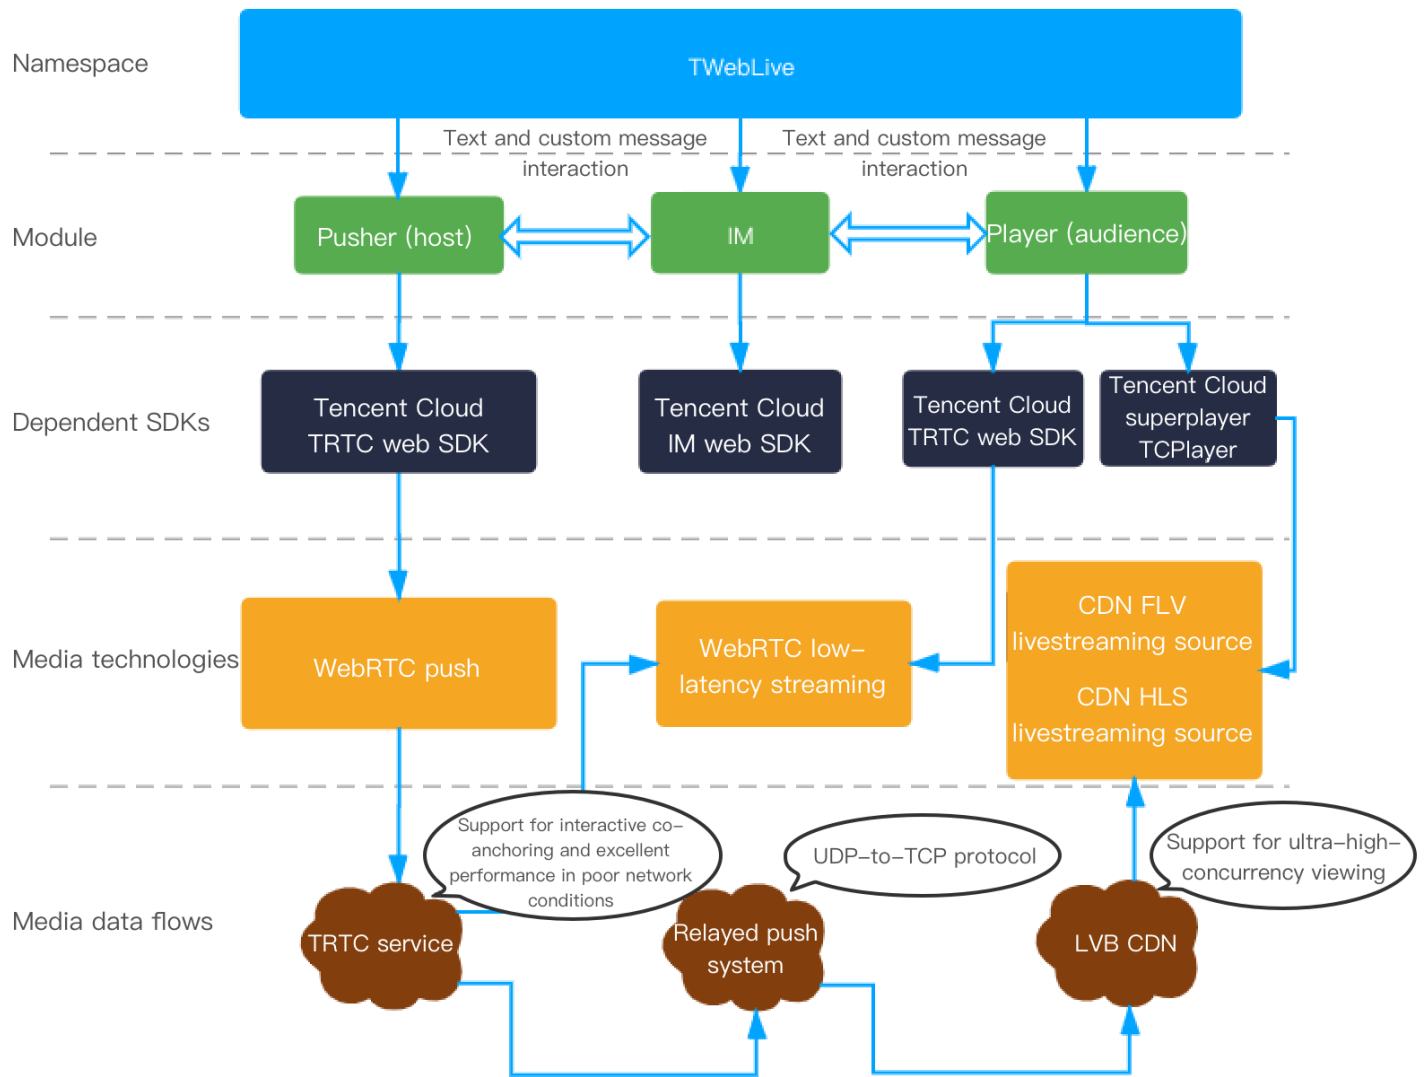 Namespace
TWebLive
Text and custom message
interaction
Text and custom message
interaction
Module
Pusher (host)
IM
Player (audience)
Dependent SDKs
Tencent Cloud
TRTC web SDK
Tencent Cloud
IM web SDK
Tencent Cloud
TRTC web SDK
Tencent Cloud
superplayer
TCPlayer
Media technologies
WebRTC push
WebRTC low-
latency streaming
CDN FLV
livestreaming source
CDN HLS
livestreaming source
Media data flows
Support for interactive co-
anchoring and excellent
performance in poor network
conditions
UDP-to-TCP protocol
Support for ultra-high-
concurrency viewing
TRTC service
Relayed push
system
LVB CDN